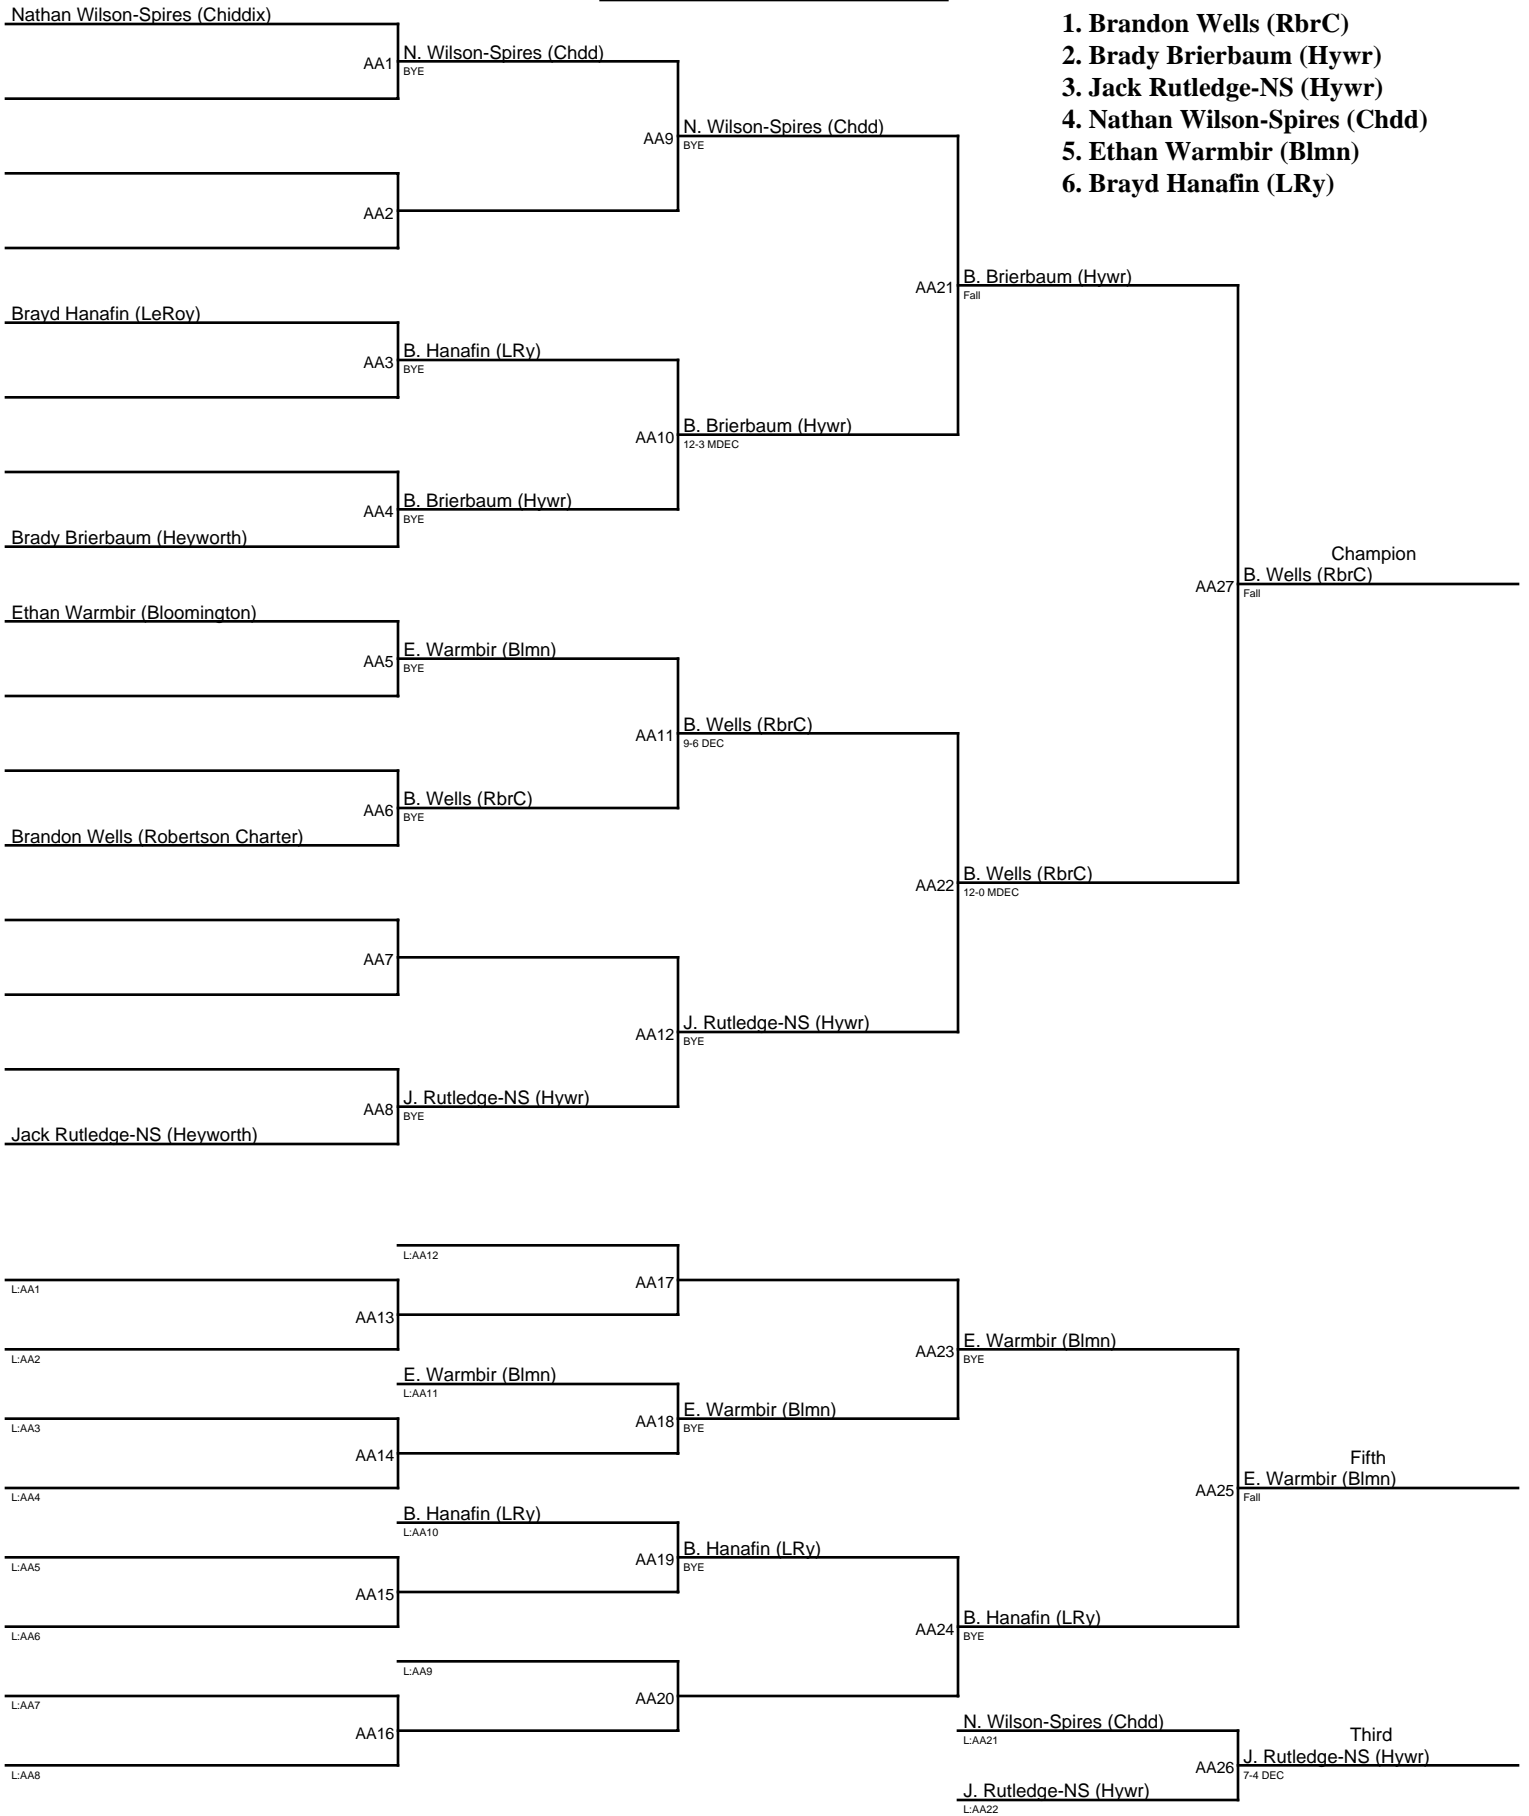 1. Brandon Wells (RbrC)
2. Brady Brierbaum (Hywr)
3. Jack Rutledge-NS (Hywr)
4. Nathan Wilson-Spires (Chdd)
5. Ethan Warmbir (Blmn)
6. Brayd Hanafin (LRy)
Nathan Wilson-Spires (Chiddix)
AA1
N. Wilson-Spires (Chdd)
BYE
AA9
N. Wilson-Spires (Chdd)
BYE
AA2
AA21
B. Brierbaum (Hywr)
Fall
Brayd Hanafin (LeRoy)
AA3
B. Hanafin (LRy)
BYE
AA10
B. Brierbaum (Hywr)
12-3 MDEC
AA4
B. Brierbaum (Hywr)
BYE
Brady Brierbaum (Heyworth)
Champion
AA27
B. Wells (RbrC)
Fall
Ethan Warmbir (Bloomington)
AA5
E. Warmbir (Blmn)
BYE
AA11
B. Wells (RbrC)
9-6 DEC
AA6
B. Wells (RbrC)
BYE
Brandon Wells (Robertson Charter)
AA22
B. Wells (RbrC)
12-0 MDEC
AA7
AA12
J. Rutledge-NS (Hywr)
BYE
AA8
J. Rutledge-NS (Hywr)
BYE
Jack Rutledge-NS (Heyworth)
L:AA12
AA17
L:AA1
AA13
L:AA2
AA23
E. Warmbir (Blmn)
BYE
E. Warmbir (Blmn)
L:AA11
AA18
E. Warmbir (Blmn)
BYE
L:AA3
AA14
L:AA4
Fifth
AA25
E. Warmbir (Blmn)
Fall
B. Hanafin (LRy)
L:AA10
AA19
B. Hanafin (LRy)
BYE
L:AA5
AA15
L:AA6
AA24
B. Hanafin (LRy)
BYE
L:AA9
AA20
L:AA7
AA16
L:AA8
N. Wilson-Spires (Chdd)
L:AA21
Third
AA26
J. Rutledge-NS (Hywr)
7-4 DEC
J. Rutledge-NS (Hywr)
L:AA22